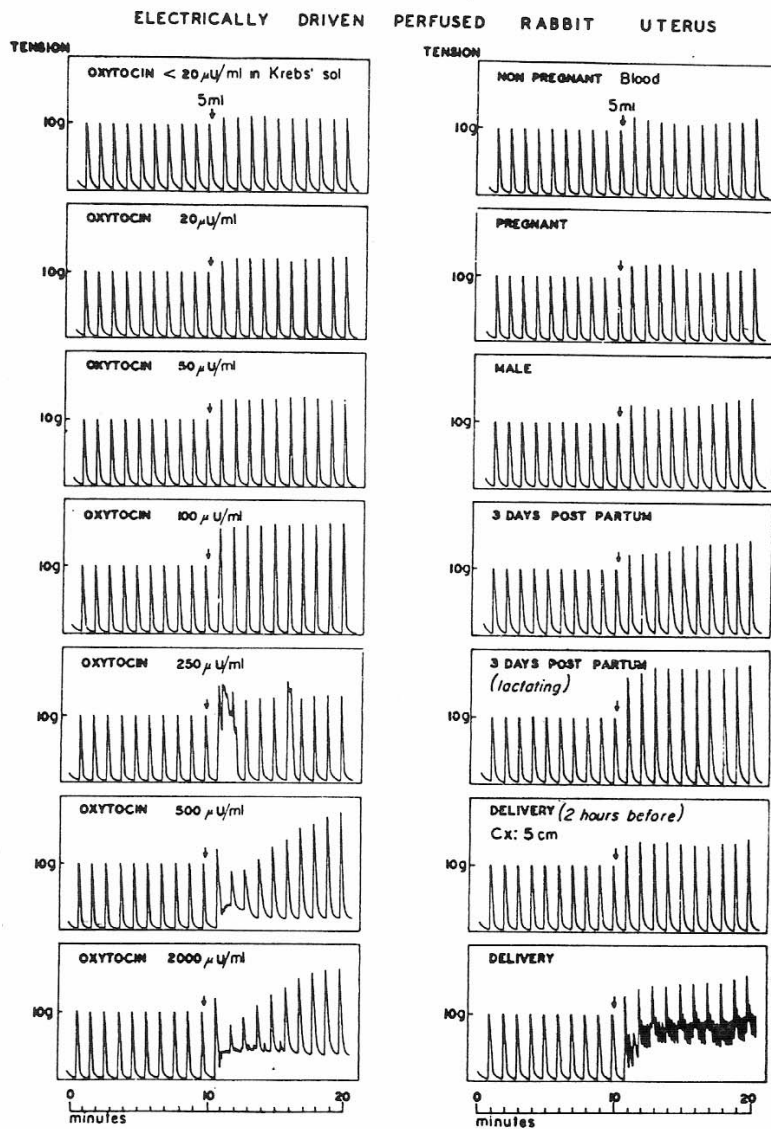 ELECTRICALLY DRIVEN PERFUSED RABBIT UTERUS
TENSION
OXYTOCIN < 20 μU/ml in Krebs' sol
5ml
10g
OXYTOCIN 20μU/ml
10g
OXYTOCIN 50μU/ml
10g
OXYTOCIN 100 μU/ml
10g
OXYTOCIN 250 μU/ml
10g
OXYTOCIN 500 μU/ml
10g
OXYTOCIN 2000 μU/ml
10g
0 10 20
minutes
TENSION
NON PREGNANT Blood
5ml
10g
PREGNANT
10g
MALE
10g
3 DAYS POST PARTUM
10g
3 DAYS POST PARTUM
(lactating)
10g
DELIVERY (2 hours before)
Cx: 5 cm
10g
DELIVERY
10g
0 10 20
minutes